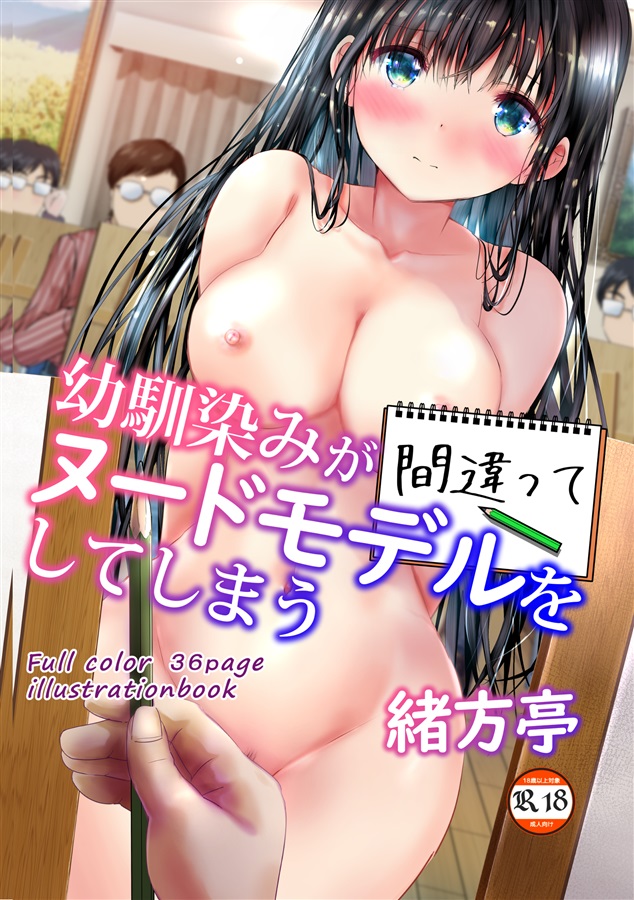 幼馴染みが
間違って
ヌードモデルを
してしまう
Full color 36page
illustrationbook
緒方亭
18歳以上対象
R18
成人向け